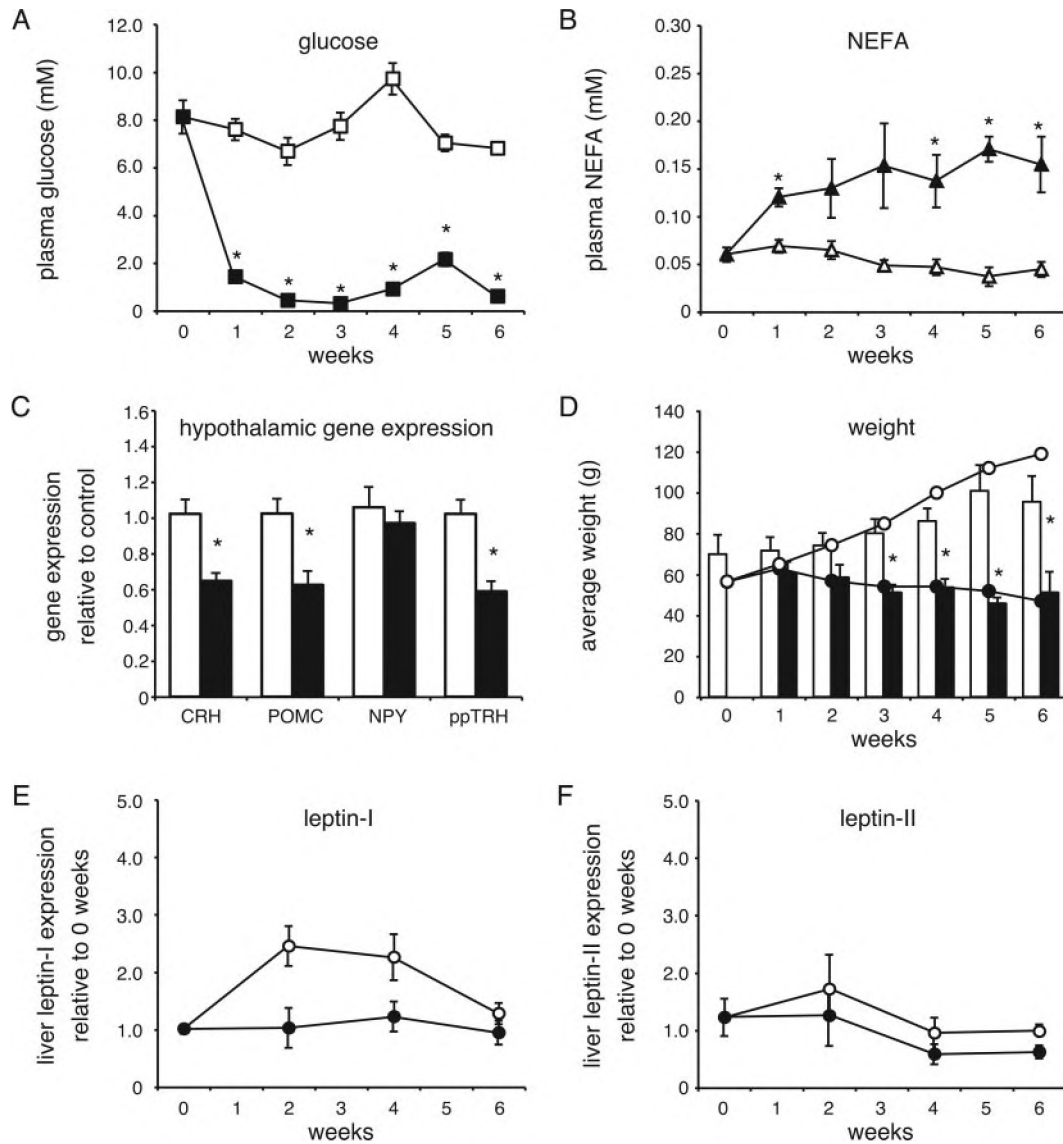 A
glucose
plasma glucose (mM)
12.0
10.0
8.0
6.0
4.0
2.0
0
* * * * * *
0 1 2 3 4 5 6
weeks
B
NEFA
plasma NEFA (mM)
0.30
0.25
0.20
0.15
0.10
0.05
0.00
* * * *
0 1 2 3 4 5 6
weeks
C
hypothalamic gene expression
gene expression
relative to control
1.6
1.4
1.2
1.0
0.8
0.6
0.4
0.2
0
* * *
CRH POMC NPY ppTRH
D
weight
average weight (g)
140
120
100
80
60
40
20
0
* * * *
0 1 2 3 4 5 6
weeks
E
leptin-I
liver leptin-I expression
relative to 0 weeks
5.0
4.0
3.0
2.0
1.0
0
0 1 2 3 4 5 6
weeks
F
leptin-II
liver leptin-II expression
relative to 0 weeks
5.0
4.0
3.0
2.0
1.0
0
0 1 2 3 4 5 6
weeks